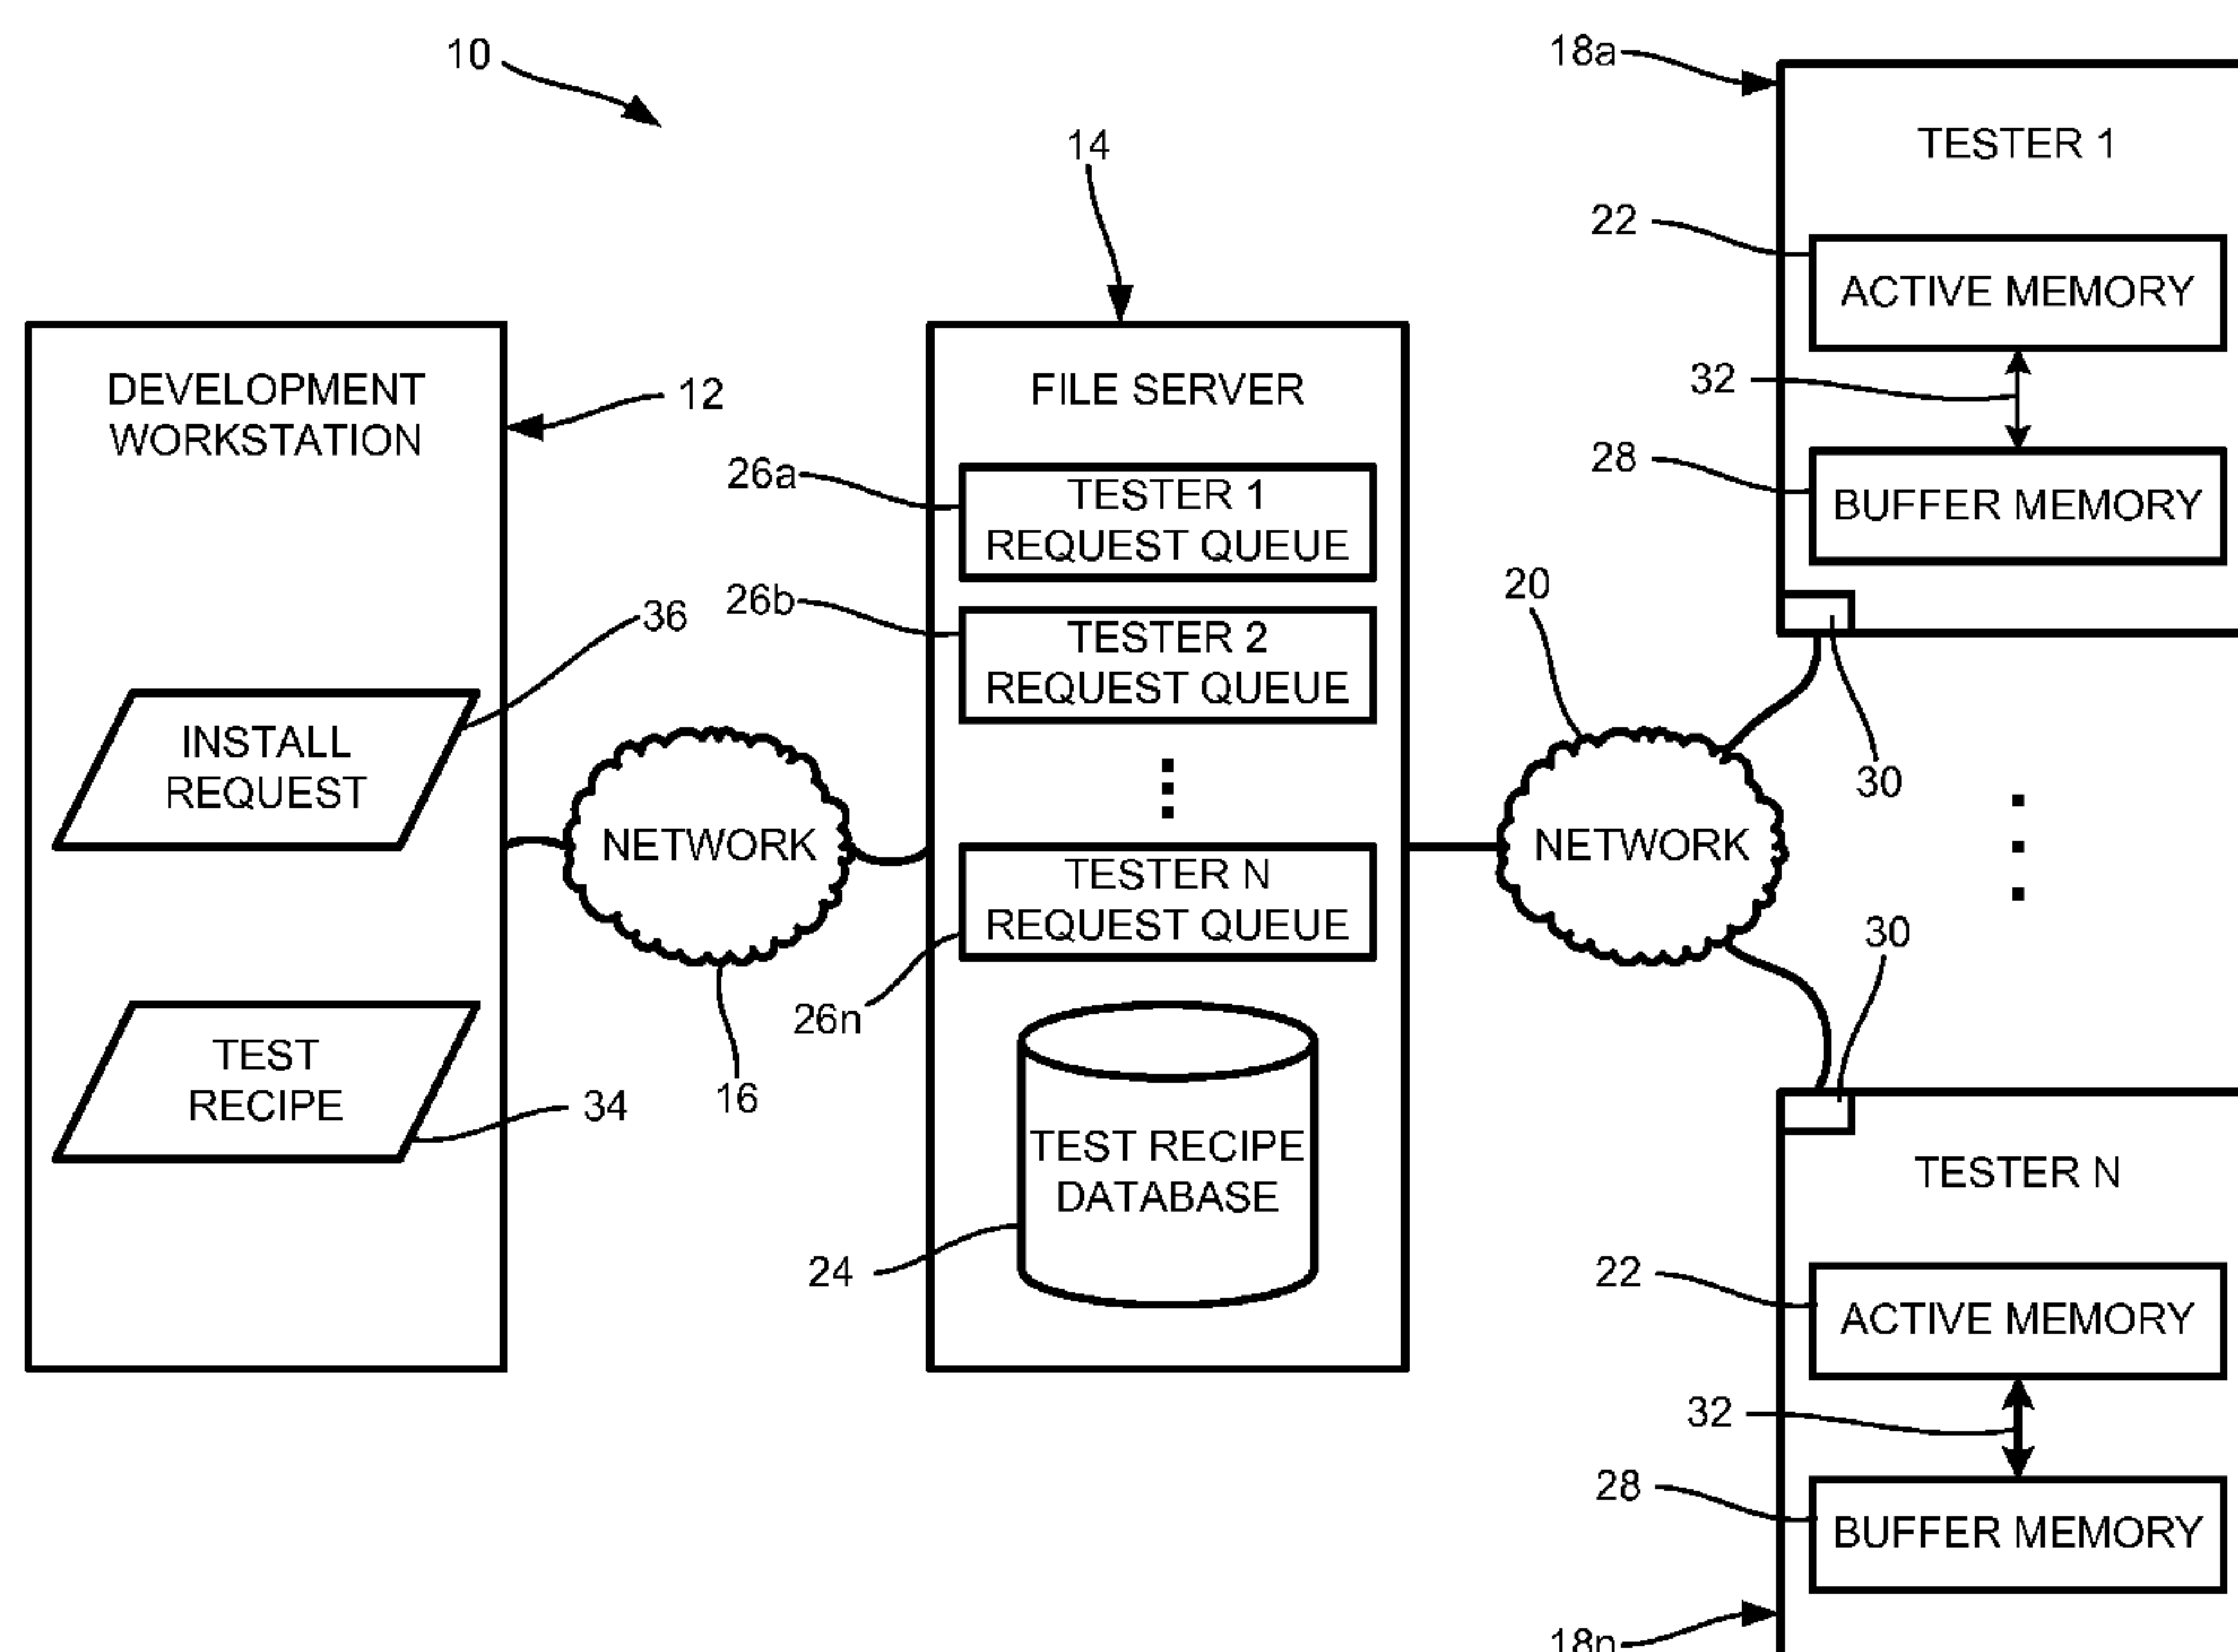 10
14
18a
TESTER 1
22
ACTIVE MEMORY
32
28
BUFFER MEMORY
30
DEVELOPMENT
WORKSTATION
12
36
INSTALL
REQUEST
TEST
RECIPE
34
NETWORK
16
FILE SERVER
26a
TESTER 1
REQUEST QUEUE
26b
TESTER 2
REQUEST QUEUE
TESTER N
REQUEST QUEUE
26n
TEST RECIPE
DATABASE
24
20
NETWORK
30
TESTER N
22
ACTIVE MEMORY
32
28
BUFFER MEMORY
18n